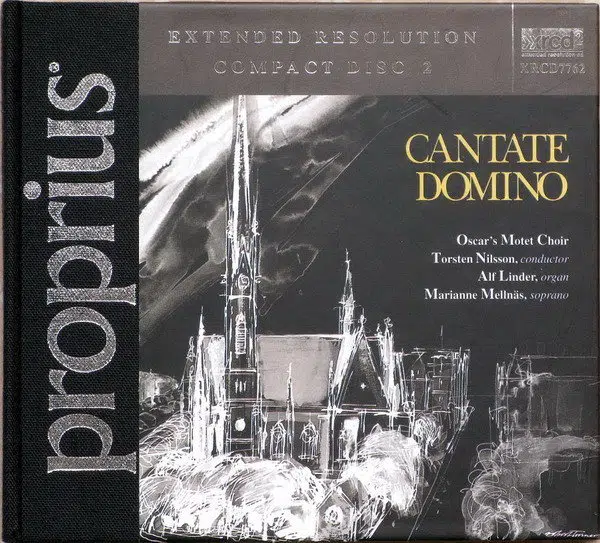 EXTENDED RESOLUTION
COMPACT DISC 2
xrcd2
XRCD7762
proprius®
CANTATE
DOMINO
Oscar's Motet Choir
Torsten Nilsson, conductor
Alf Linder, organ
Marianne Mellnäs, soprano